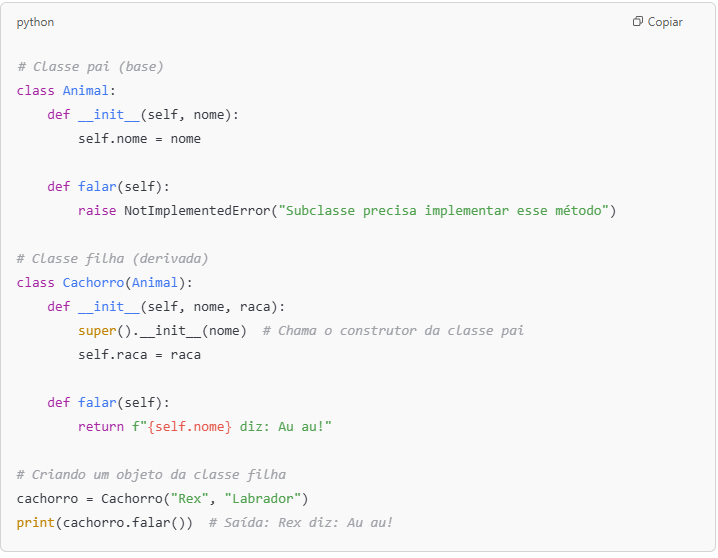 python
Copiar
# Classe pai (base)
class Animal:
    def __init__(self, nome):
        self.nome = nome

    def falar(self):
        raise NotImplementedError("Subclasse precisa implementar esse método")

# Classe filha (derivada)
class Cachorro(Animal):
    def __init__(self, nome, raca):
        super().__init__(nome)  # Chama o construtor da classe pai
        self.raca = raca

    def falar(self):
        return f"{self.nome} diz: Au au!"

# Criando um objeto da classe filha
cachorro = Cachorro("Rex", "Labrador")
print(cachorro.falar())  # Saída: Rex diz: Au au!